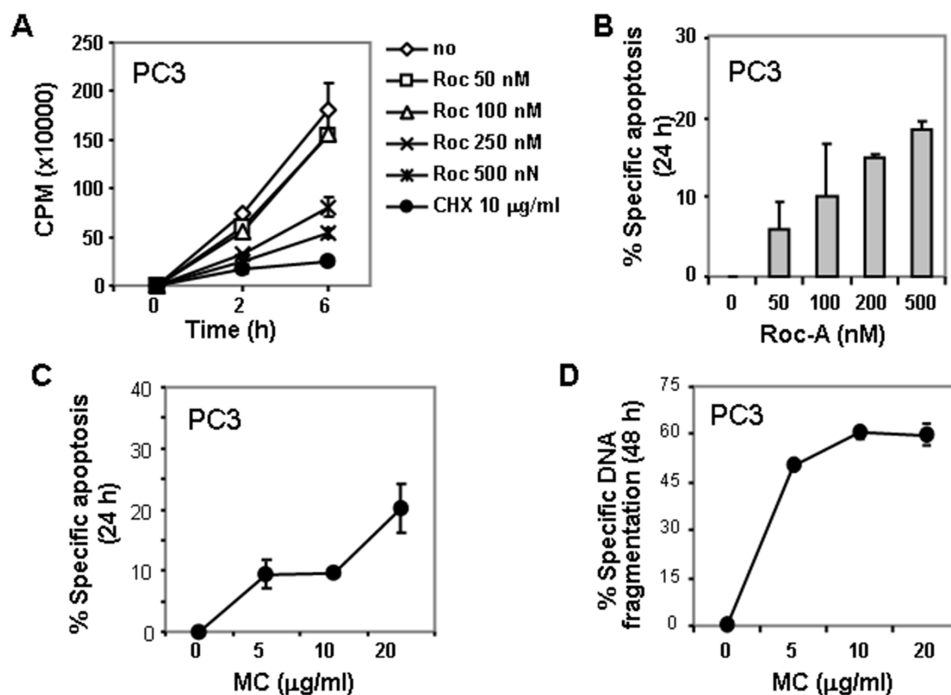 A
CPM (x10000)
250
200
150
100
50
0
PC3
0 2 6
Time (h)
no
Roc 50 nM
Roc 100 nM
Roc 250 nM
Roc 500 nN
CHX 10 µg/ml
B
% Specific apoptosis
(24 h)
30
20
10
0
PC3
0 50 100 200 500
Roc-A (nM)
C
% Specific apoptosis
(24 h)
40
30
20
10
0
PC3
0 5 10 20
MC (µg/ml)
D
% Specific DNA
fragmentation (48 h)
75
60
45
30
15
0
PC3
0 5 10 20
MC (µg/ml)